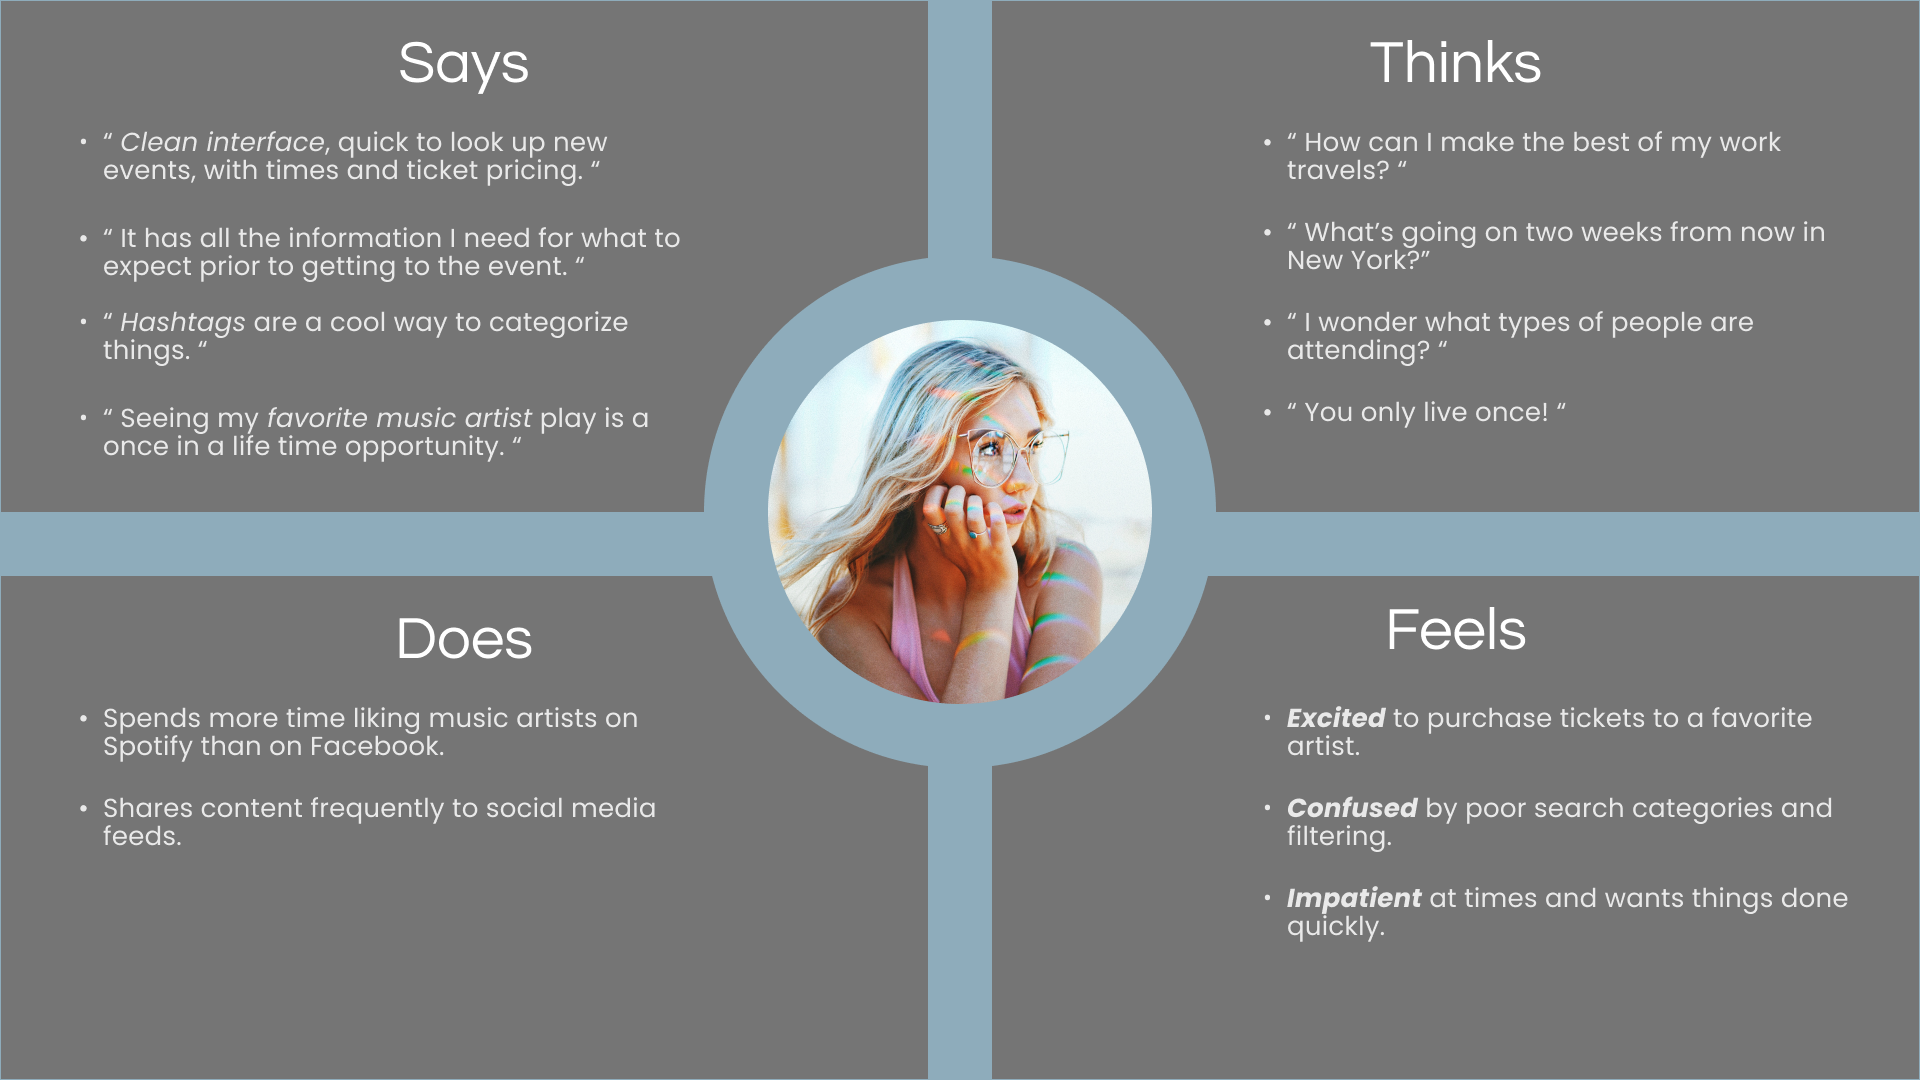 Says
• “ Clean interface, quick to look up new
events, with times and ticket pricing. “
• “ It has all the information I need for what to
expect prior to getting to the event. “
• “ Hashtags are a cool way to categorize
things. “
• “ Seeing my favorite music artist play is a
once in a life time opportunity. “
Thinks
• “ How can I make the best of my work
travels? “
• “ What’s going on two weeks from now in
New York?”
• “ I wonder what types of people are
attending? “
• “ You only live once! “
Does
• Spends more time liking music artists on
Spotify than on Facebook.
• Shares content frequently to social media
feeds.
Feels
• Excited to purchase tickets to a favorite
artist.
• Confused by poor search categories and
filtering.
• Impatient at times and wants things done
quickly.